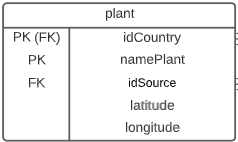 plant
PK (FK) idCountry
PK namePlant
FK idSource
latitude
longitude